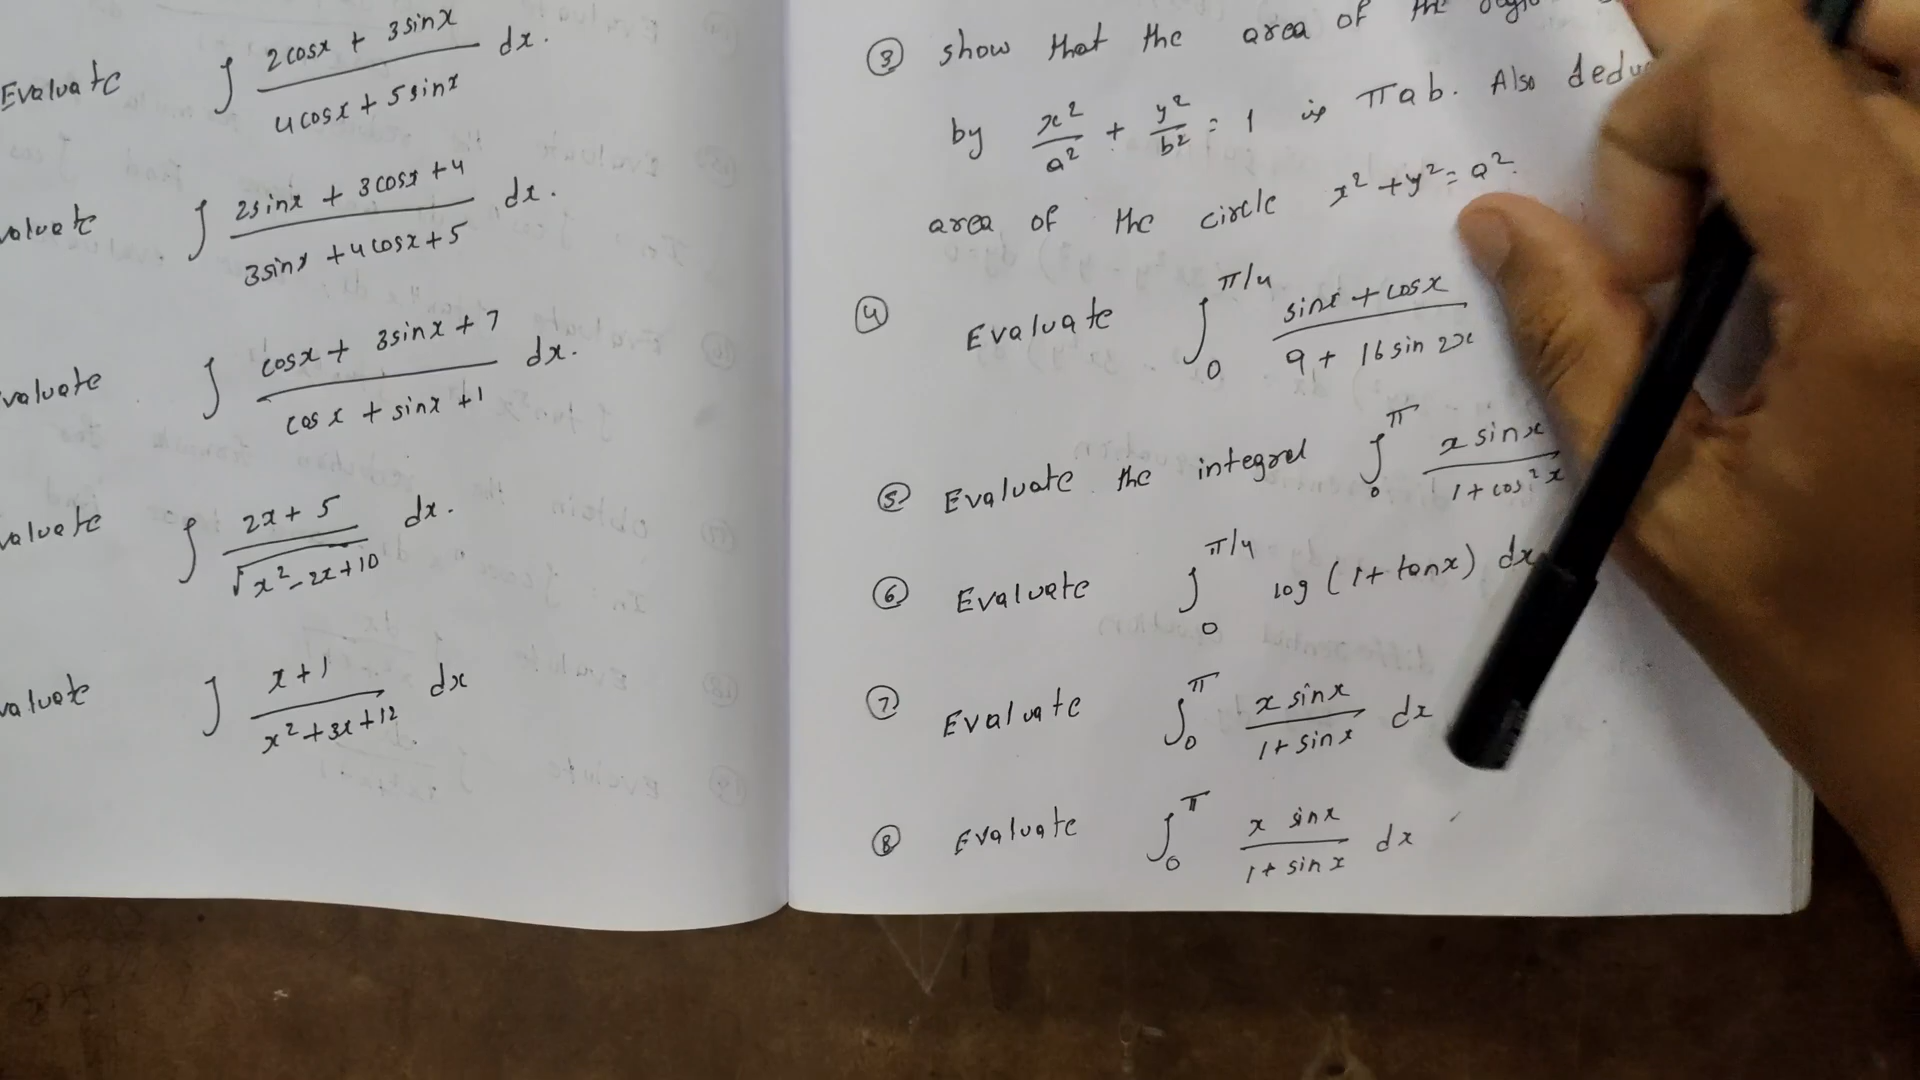 Evaluate ∫ (2cosx + 3sinx)/(4cosx + 5sinx) dx.
valuate ∫ (2sinx + 3cosx + 4)/(3sinx + 4cosx + 5) dx.
valuate ∫ (cosx + 3sinx + 7)/(cosx + sinx + 1) dx.
valuate ∫ (2x + 5)/√(x² - 2x + 10) dx.
valuate ∫ (x + 1)/(x² + 3x + 12) dx
③ show that the area of the
by x²/a² + y²/b² = 1 is πab. Also
area of the circle x² + y² = a².
④ Evaluate ∫₀^π/4 (sinx + cosx)/(9 + 16 sin 2x)
⑤ Evaluate the integral ∫₀^π (x sinx)/(1 + cos²x)
⑥ Evaluate ∫₀^π/4 log (1 + tanx) dx
⑦ Evaluate ∫₀^π (x sinx)/(1 + sinx) dx
⑧ Evaluate ∫₀^π (x sinx)/(1 + sinx) dx